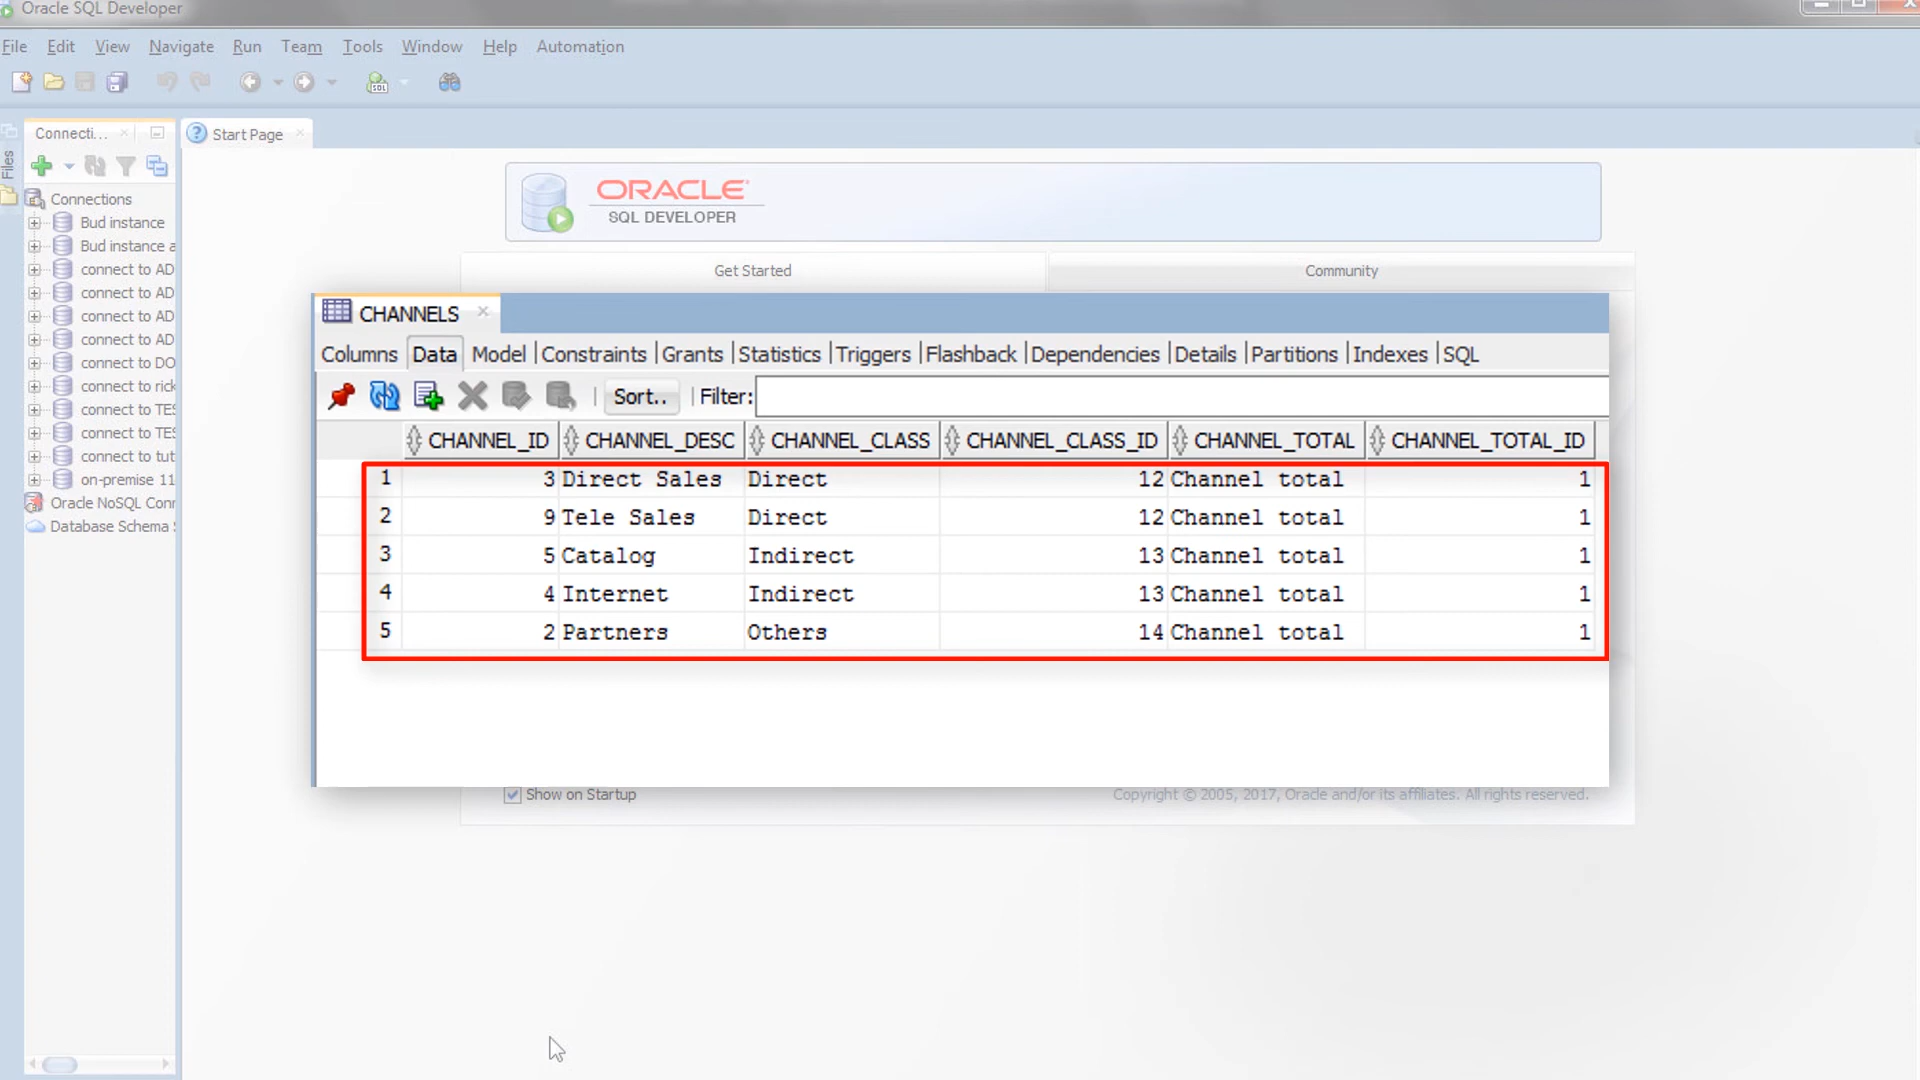 Oracle SQL Developer
File Edit View Navigate Run Team Tools Window Help Automation
SQL
Files
Connecti...
Start Page
Connections
Bud instance
Bud instance a
connect to AD
connect to AD
connect to AD
connect to AD
connect to DO
connect to rick
connect to TES
connect to TES
connect to tut
on-premise 11
Oracle NoSQL Conn
Database Schema S
ORACLE
SQL DEVELOPER
Get Started Community
CHANNELS
Columns Data Model Constraints Grants Statistics Triggers Flashback Dependencies Details Partitions Indexes SQL
Sort.. Filter:
CHANNEL_ID CHANNEL_DESC CHANNEL_CLASS CHANNEL_CLASS_ID CHANNEL_TOTAL CHANNEL_TOTAL_ID
1 3 Direct Sales Direct 12 Channel total 1
2 9 Tele Sales Direct 12 Channel total 1
3 5 Catalog Indirect 13 Channel total 1
4 4 Internet Indirect 13 Channel total 1
5 2 Partners Others 14 Channel total 1
Show on Startup
Copyright © 2005, 2017, Oracle and/or its affiliates. All rights reserved.